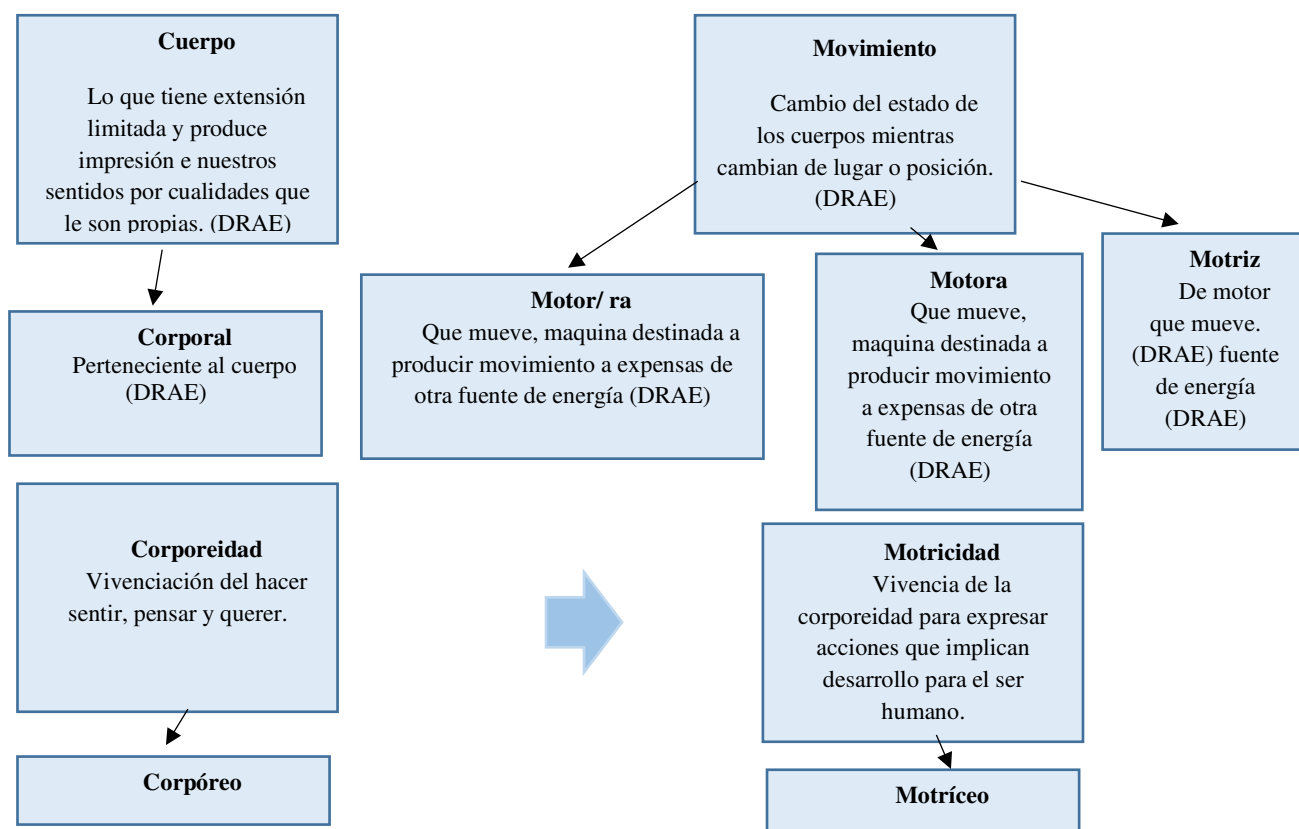 Cuerpo
Lo que tiene extensión
limitada y produce
impresión e nuestros
sentidos por cualidades que
le son propias. (DRAE)
Corporal
Perteneciente al cuerpo
(DRAE)
Corporeidad
Vivenciación del hacer
sentir, pensar y querer.
Corpóreo
Movimiento
Cambio del estado de
los cuerpos mientras
cambian de lugar o posición.
(DRAE)
Motor/ ra
Que mueve, maquina destinada a
producir movimiento a expensas de
otra fuente de energía (DRAE)
Motora
Que mueve,
maquina destinada a
producir movimiento
a expensas de otra
fuente de energía
(DRAE)
Motriz
De motor
que mueve.
(DRAE) fuente
de energía
(DRAE)
Motricidad
Vivencia de la
corporeidad para expresar
acciones que implican
desarrollo para el ser
humano.
Motríceo